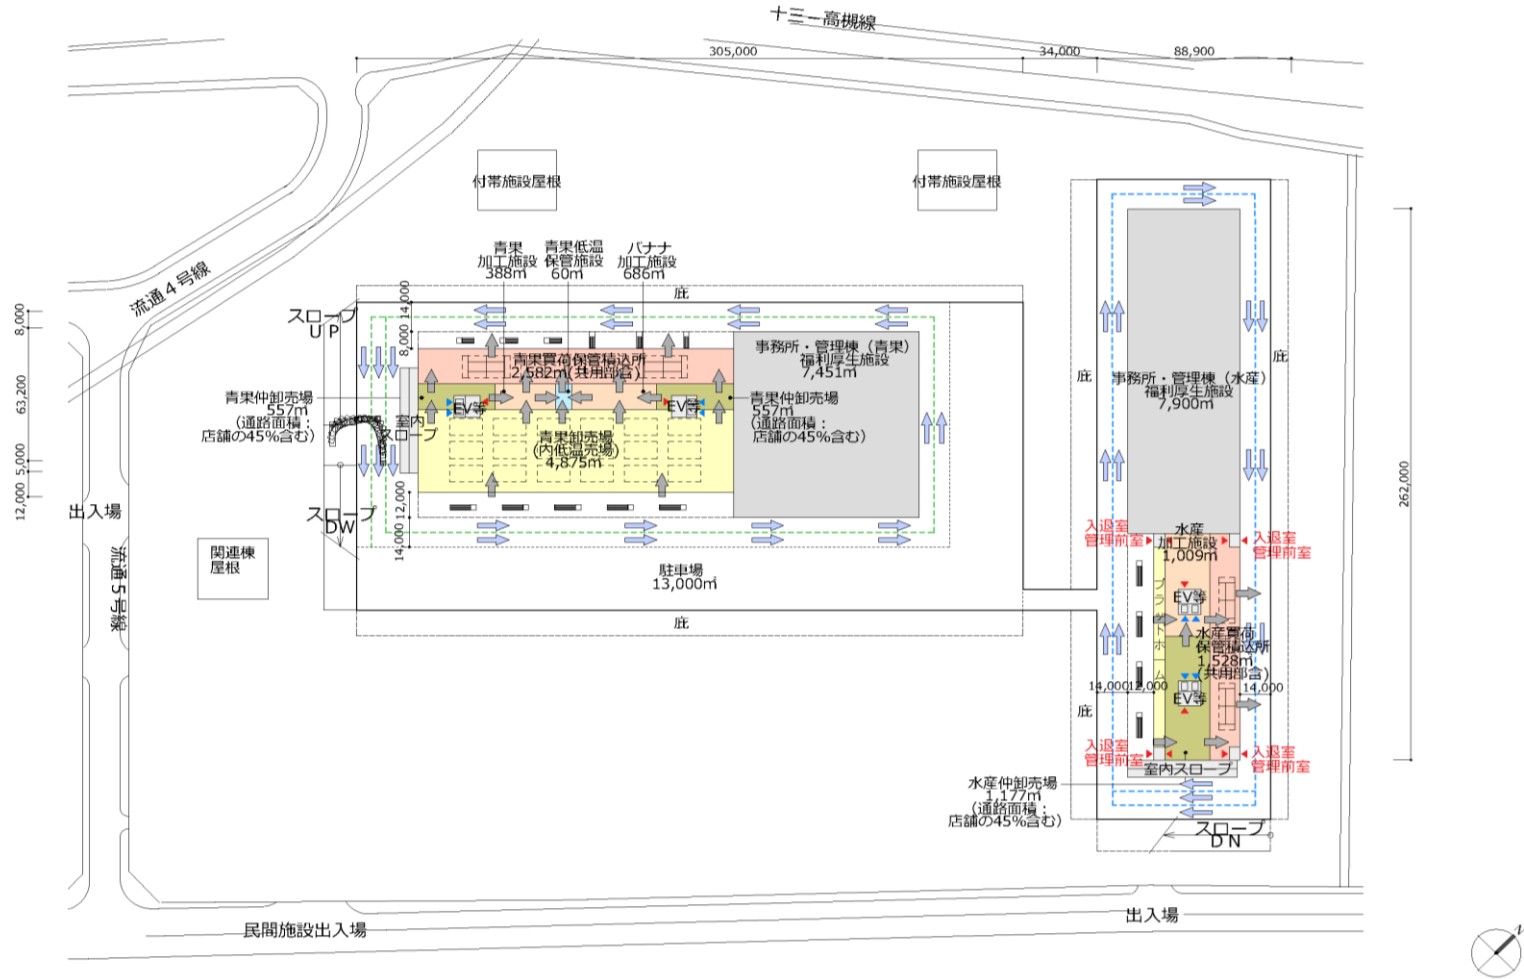 十三－高槻線
305,000
34,000
88,900
付帯施設屋根
付帯施設屋根
流通４号線
スロープ
ＵＰ
青果
加工施設
388㎡
青果低温
保管施設
60㎡
バナナ
加工施設
686㎡
庇
14,000
8,000
8,000
63,200
5,000
12,000
青果買荷保管積込所
2,582㎡(共用部含)
事務所・管理棟（青果）
福利厚生施設
7,451㎡
青果仲卸売場
557㎡
（通路面積：
店舗の45%含む）
EV等
EV等
室内
スロープ
青果卸売場
(内低温売場)
4,875㎡
青果仲卸売場
557㎡
（通路面積：
店舗の45%含む）
12,000
14,000
スロープ
DW
出入場
流通５号線
関連棟
屋根
駐車場
13,000㎡
庇
庇
庇
事務所・管理棟（水産）
福利厚生施設
7,900㎡
262,000
入退室
管理前室
水産
加工施設
1,009㎡
入退室
管理前室
EV等
プラットホーム
水産買荷
保管積込所
1,528㎡
(共用部含)
14,000
12,000
EV等
14,000
庇
入退室
管理前室
入退室
管理前室
室内スロープ
水産仲卸売場
1,177㎡
（通路面積：
店舗の45%含む）
スロープ
ＤＮ
民間施設出入場
出入場
N